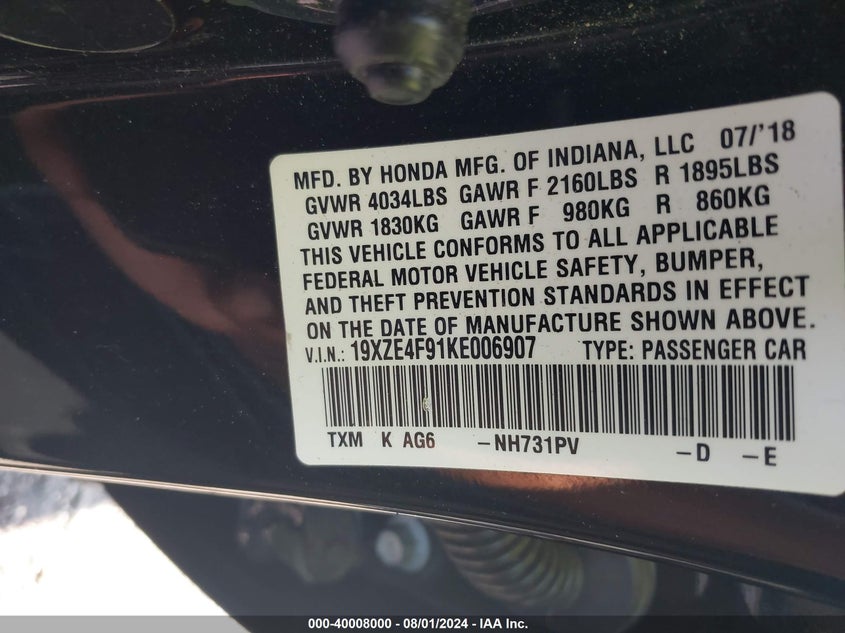 MFD. BY HONDA MFG. OF INDIANA, LLC 07/'18
GVWR 4034LBS GAWR F 2160LBS R 1895LBS
GVWR 1830KG GAWR F 980KG R 860KG
THIS VEHICLE CONFORMS TO ALL APPLICABLE
FEDERAL MOTOR VEHICLE SAFETY, BUMPER,
AND THEFT PREVENTION STANDARDS IN EFFECT
ON THE DATE OF MANUFACTURE SHOWN ABOVE.
V.I.N.: 19XZE4F91KE006907 TYPE: PASSENGER CAR
TXM K AG6 -NH731PV -D -E
000-40008000 - 08/01/2024 - IAA Inc.